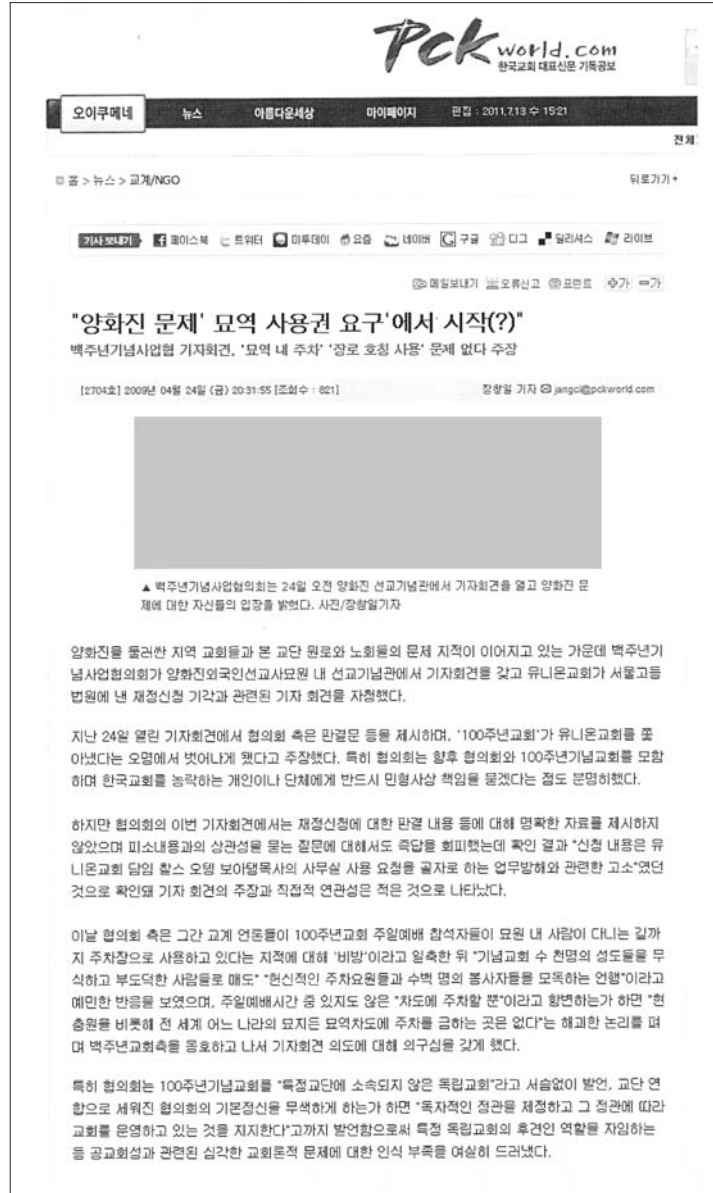 Pckworld.com
한국교회 대표신문 기독공보
오이쿠메네 뉴스 아름다운세상 마이페이지 편집 : 2011.7.13 수 15:21
전체
홈 > 뉴스 > 교계/NGO 뒤로가기
기사보내기 페이스북 트위터 미투데이 요즘 네이버 구글 디그 딜리셔스 라이브
메일보내기 오류신고 프린트 가 가
"양화진 문제' 묘역 사용권 요구'에서 시작(?)"
백주년기념사업협 기자회견, '묘역 내 주차' '장로 호칭 사용' 문제 없다 주장
[2704호] 2009년 04월 24일 (금) 20:31:55 [조회수 : 821] 장창일 기자 jangci@pckworld.com
▲ 백주년기념사업협의회는 24일 오전 양화진 선교기념관에서 기자회견을 열고 양화진 문
제에 대한 자신들의 입장을 밝혔다. 사진/장창일기자
양화진을 둘러싼 지역 교회들과 본 교단 원로와 노회들의 문제 지적이 이어지고 있는 가운데 백주년기
념사업협의회가 양화진외국인선교사묘원 내 선교기념관에서 기자회견을 갖고 유니온교회가 서울고등
법원에 낸 재정신청 기각과 관련된 기자 회견을 자청했다.
지난 24일 열린 기자회견에서 협의회 측은 판결문 등을 제시하며, '100주년교회'가 유니온교회를 쫓
아냈다는 오명에서 벗어나게 됐다고 주장했다. 특히 협의회는 향후 협의회와 100주년기념교회를 모함
하며 한국교회를 농락하는 개인이나 단체에게 반드시 민형사상 책임을 묻겠다는 점도 분명히했다.
하지만 협의회의 이번 기자회견에서는 재정신청에 대한 판결 내용 등에 대해 명확한 자료를 제시하지
않았으며 피소내용과의 상관성을 묻는 질문에 대해서도 즉답을 회피했는데 확인 결과 "신청 내용은 유
니온교회 담임 찰스 오뎅 보아탱목사의 사무실 사용 요청을 골자로 하는 업무방해와 관련한 고소"였던
것으로 확인돼 기자 회견의 주장과 직접적 연관성은 적은 것으로 나타났다.
이날 협의회 측은 그간 교계 언론들이 100주년교회 주일예배 참석자들이 묘원 내 사람이 다니는 길까
지 주차장으로 사용하고 있다는 지적에 대해 '비방'이라고 일축한 뒤 "기념교회 수 천명의 성도들을 무
식하고 부도덕한 사람들로 매도" "헌신적인 주차요원들과 수백 명의 봉사자들을 모독하는 언행"이라고
예민한 반응을 보였으며, 주일예배시간 중 있지도 않은 "차도에 주차할 뿐"이라고 항변하는가 하면 "현
충원을 비롯해 전 세계 어느 나라의 묘지든 묘역차도에 주차를 금하는 곳은 없다"는 해괴한 논리를 펴
며 백주년교회측을 옹호하고 나서 기자회견 의도에 대해 의구심을 갖게 했다.
특히 협의회는 100주년기념교회를 "특정교단에 소속되지 않은 독립교회"라고 서슴없이 발언, 교단 연
합으로 세워진 협의회의 기본정신을 무색하게 하는가 하면 "독자적인 정관을 제정하고 그 정관에 따라
교회를 운영하고 있는 것을 지지한다"고까지 발언함으로써 특정 독립교회의 후견인 역할을 자임하는
등 공교회성과 관련된 심각한 교회론적 문제에 대한 인식 부족을 여실히 드러냈다.